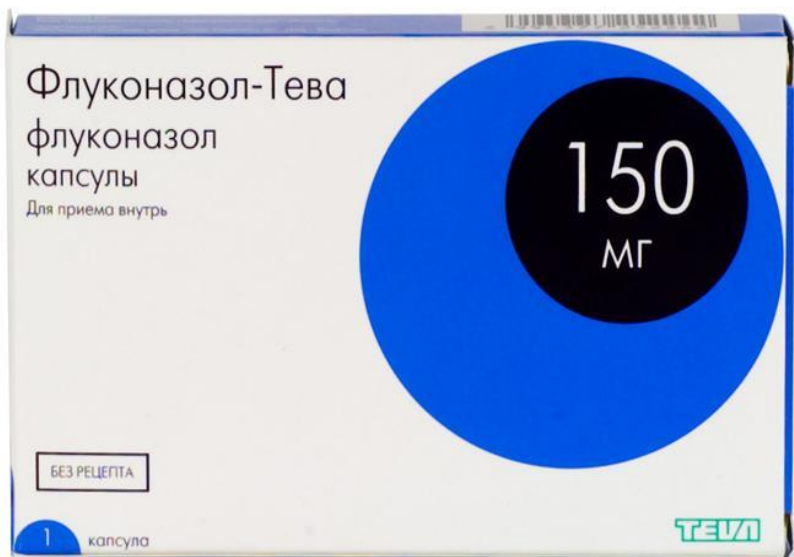 Флуконазол-Тева
флуконазол
капсулы
Для приема внутрь
150
мг
БЕЗ РЕЦЕПТА
1 капсула
TEVA